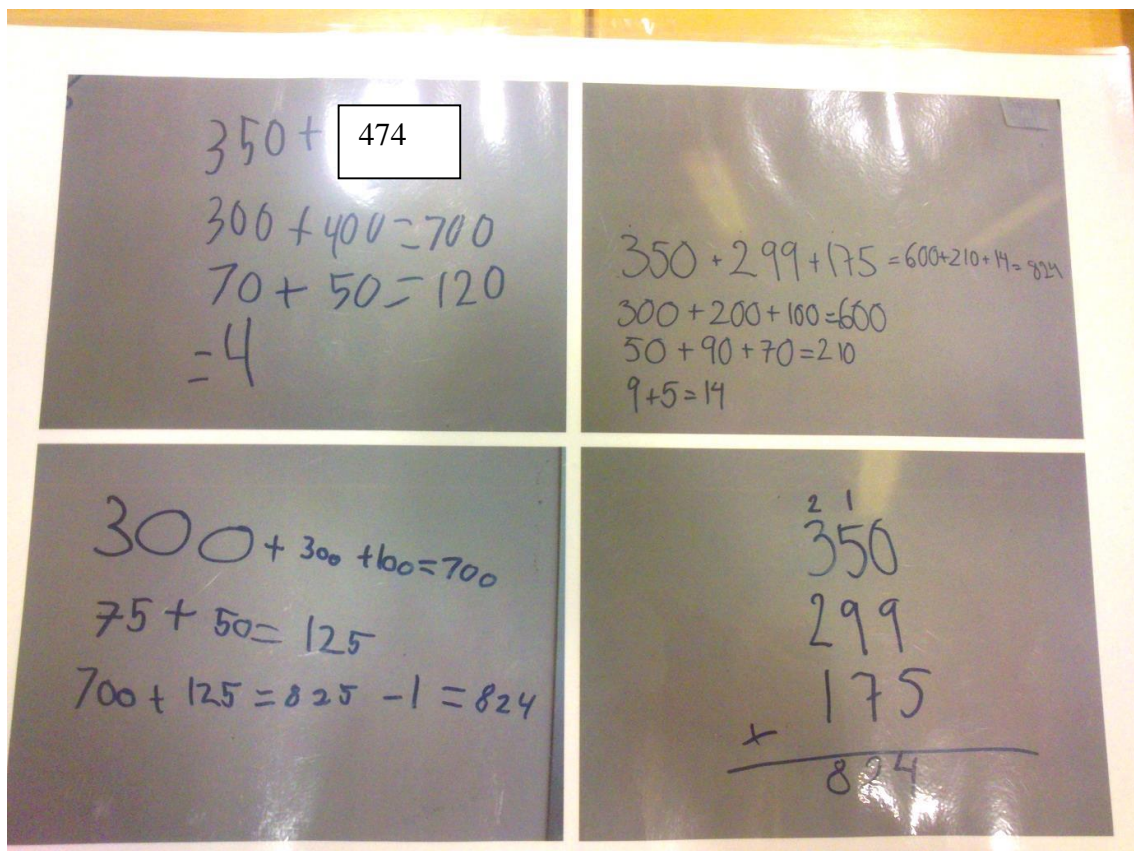 350 + 474
300 + 400 = 700
70 + 50 = 120
= 4
350 + 299 + 175 = 600+210+14= 824
300 + 200 + 100 = 600
50 + 90 + 70 = 210
9 + 5 = 14
300 + 300 + 100 = 700
75 + 50 = 125
700 + 125 = 825 - 1 = 824
2 1
350
299
175
+
824